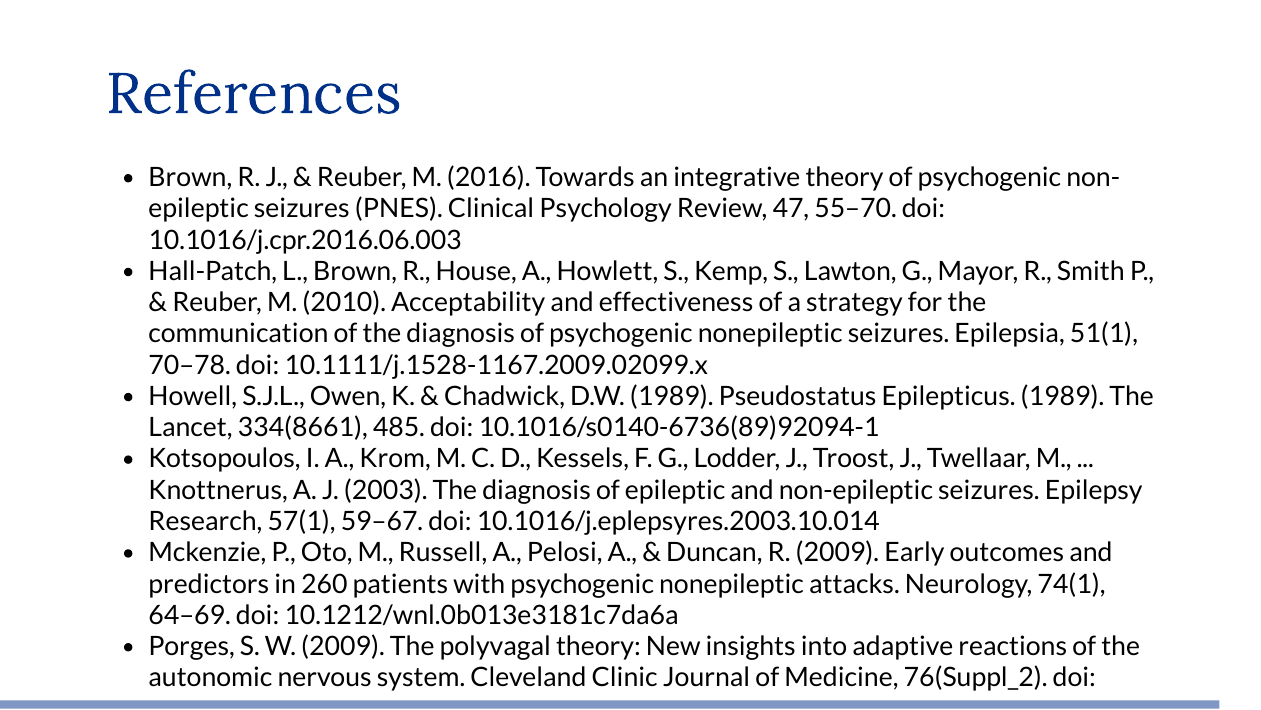 References
• Brown, R. J., & Reuber, M. (2016). Towards an integrative theory of psychogenic non-
epileptic seizures (PNES). Clinical Psychology Review, 47, 55–70. doi:
10.1016/j.cpr.2016.06.003
• Hall-Patch, L., Brown, R., House, A., Howlett, S., Kemp, S., Lawton, G., Mayor, R., Smith P.,
& Reuber, M. (2010). Acceptability and effectiveness of a strategy for the
communication of the diagnosis of psychogenic nonepileptic seizures. Epilepsia, 51(1),
70–78. doi: 10.1111/j.1528-1167.2009.02099.x
• Howell, S.J.L., Owen, K. & Chadwick, D.W. (1989). Pseudostatus Epilepticus. (1989). The
Lancet, 334(8661), 485. doi: 10.1016/s0140-6736(89)92094-1
• Kotsopoulos, I. A., Krom, M. C. D., Kessels, F. G., Lodder, J., Troost, J., Twellaar, M., ...
Knottnerus, A. J. (2003). The diagnosis of epileptic and non-epileptic seizures. Epilepsy
Research, 57(1), 59–67. doi: 10.1016/j.eplepsyres.2003.10.014
• Mckenzie, P., Oto, M., Russell, A., Pelosi, A., & Duncan, R. (2009). Early outcomes and
predictors in 260 patients with psychogenic nonepileptic attacks. Neurology, 74(1),
64–69. doi: 10.1212/wnl.0b013e3181c7da6a
• Porges, S. W. (2009). The polyvagal theory: New insights into adaptive reactions of the
autonomic nervous system. Cleveland Clinic Journal of Medicine, 76(Suppl_2). doi: